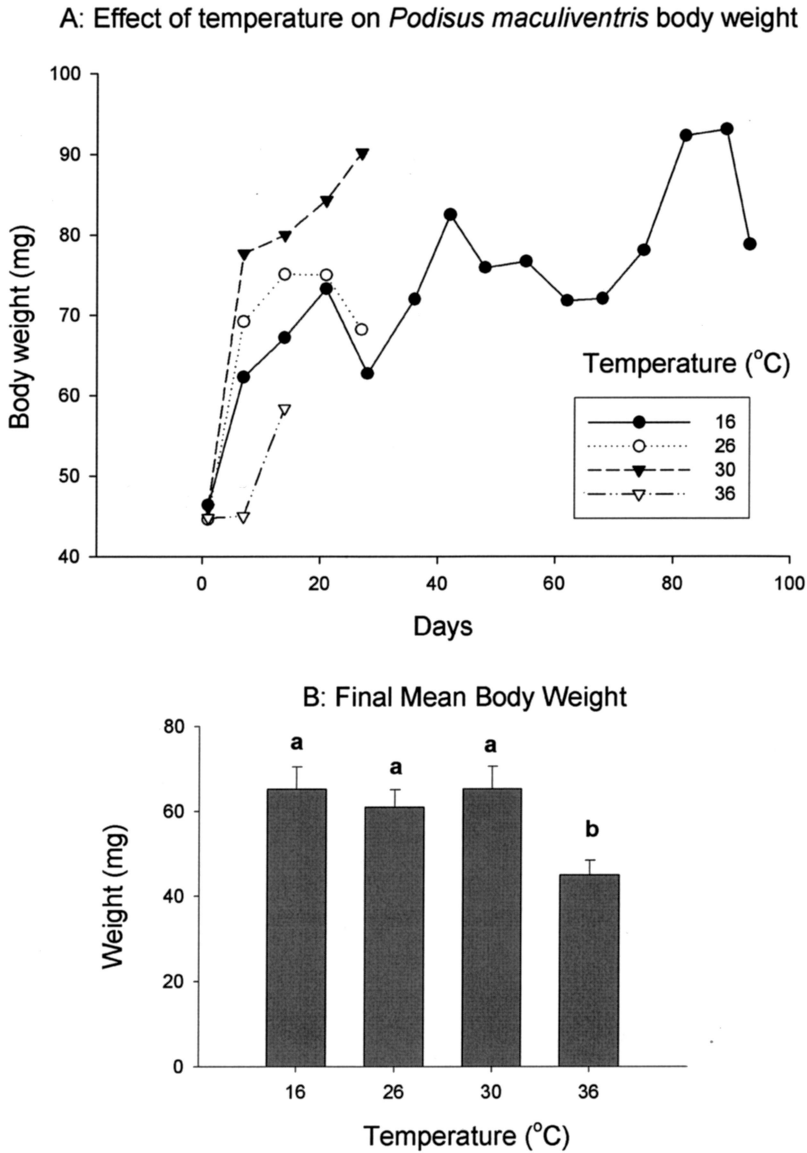 A: Effect of temperature on Podisus maculiventris body weight
100
90
80
70
60
50
40
Body weight (mg)
0 20 40 60 80 100
Days
Temperature (°C)
16
26
30
36
B: Final Mean Body Weight
80
60
40
20
0
Weight (mg)
a a a b
16 26 30 36
Temperature (°C)